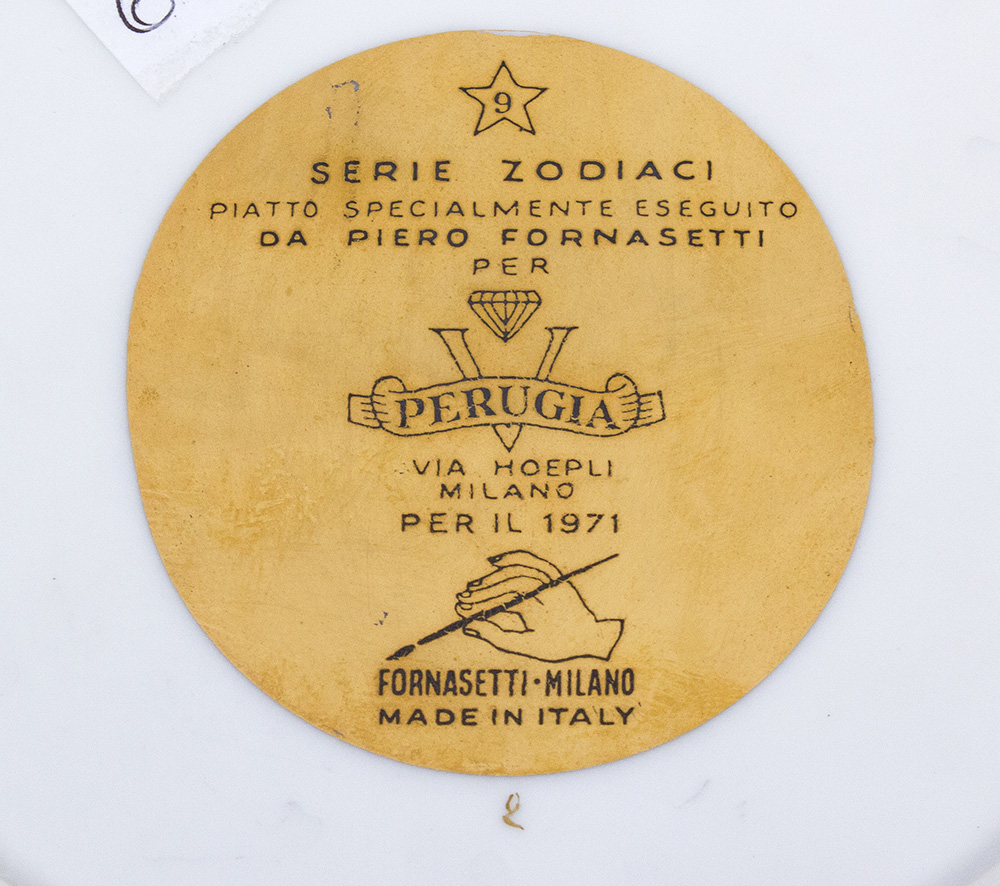 9
SERIE ZODIACI
PIATTO SPECIALMENTE ESEGUITO
DA PIERO FORNASETTI
PER
PERUGIA
VIA HOEPLI
MILANO
PER IL 1971
FORNASETTI·MILANO
MADE IN ITALY